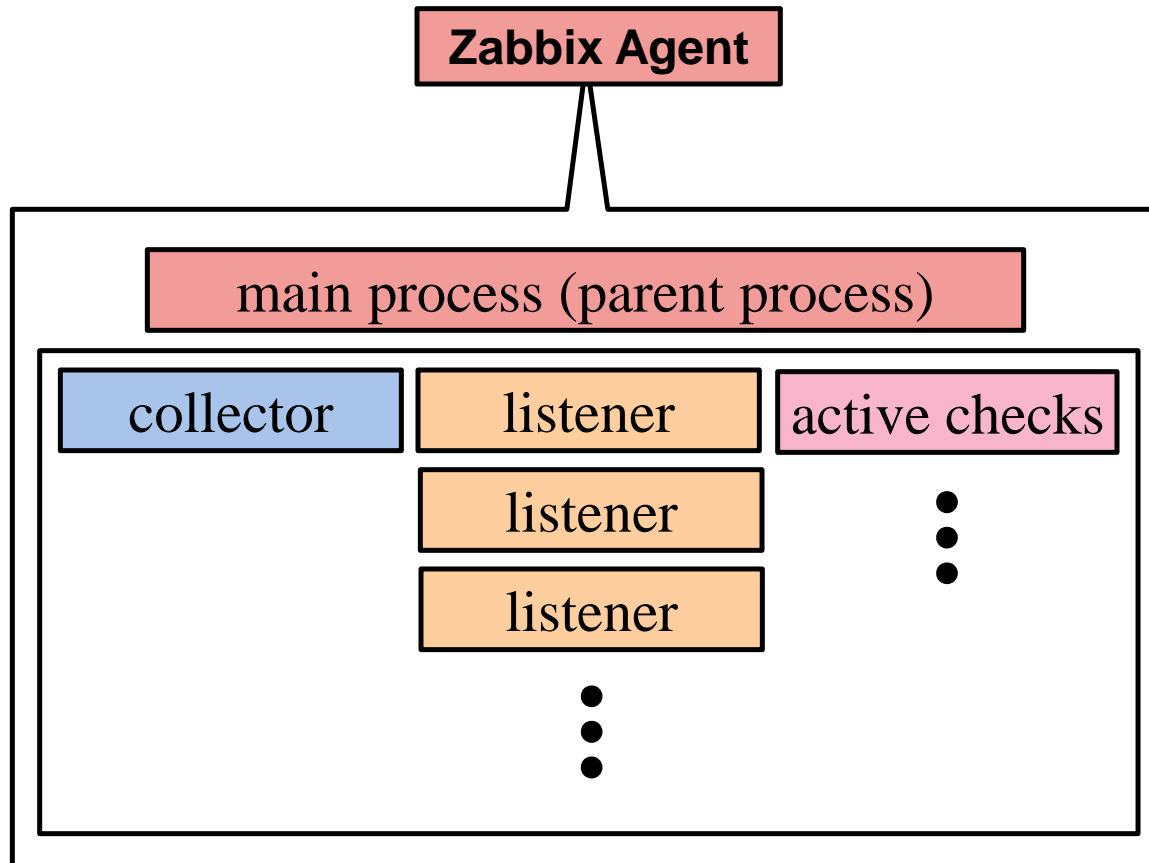 Zabbix Agent
main process (parent process)
collector
listener
active checks
listener
listener